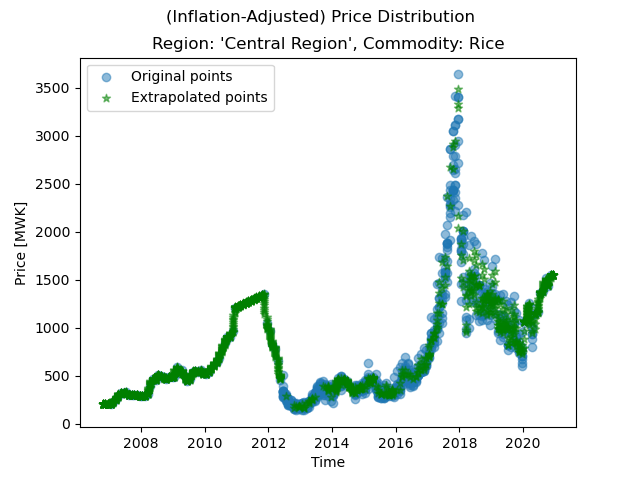 (Inflation-Adjusted) Price Distribution
Region: 'Central Region', Commodity: Rice
Original points
Extrapolated points
3500
3000
2500
2000
1500
1000
500
0
Price [MWK]
2008 2010 2012 2014 2016 2018 2020
Time